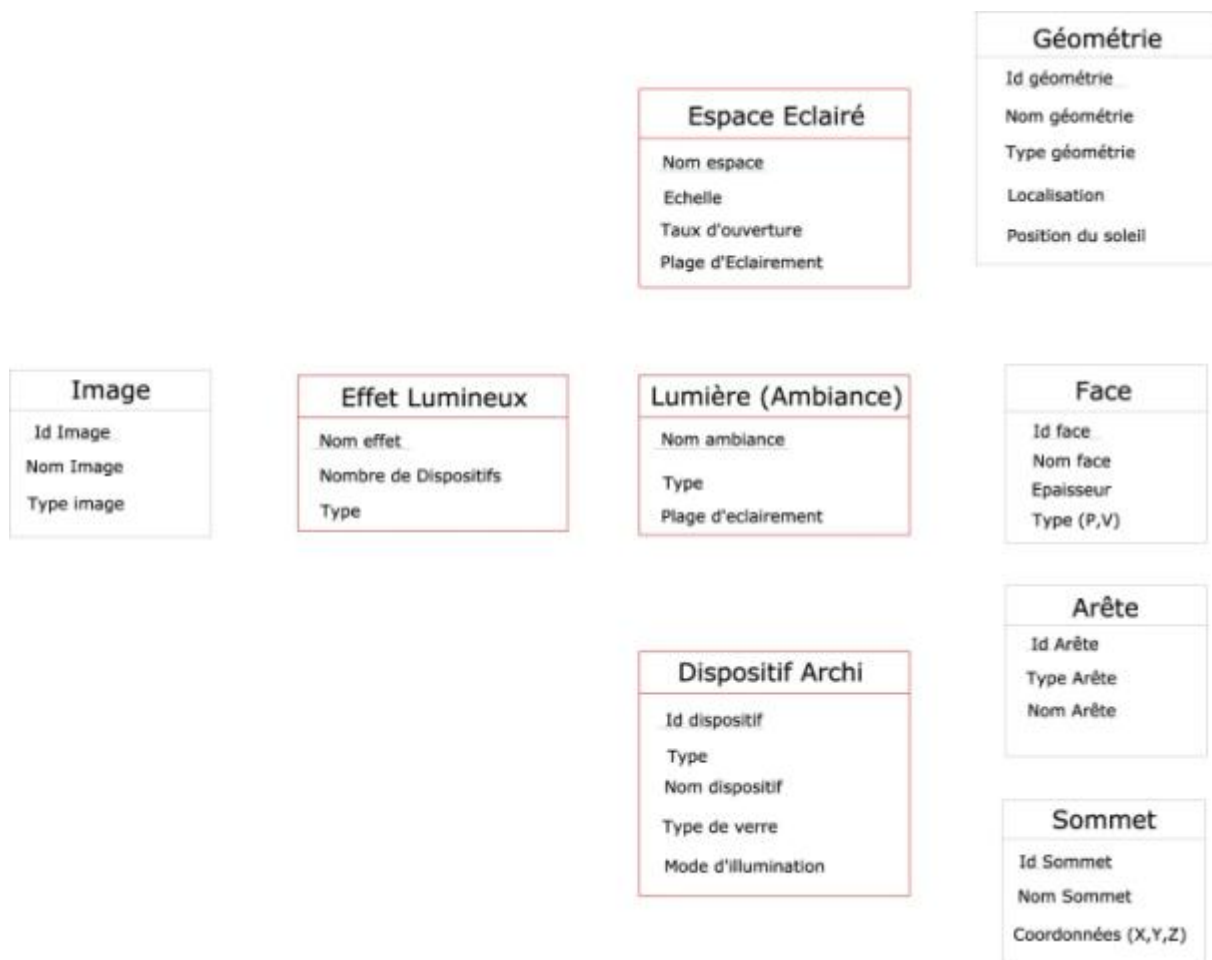 Géométrie
Id géométrie
Nom géométrie
Type géométrie
Localisation
Position du soleil
Espace Eclairé
Nom espace
Echelle
Taux d'ouverture
Plage d'Eclairement
Image
Id Image
Nom Image
Type image
Effet Lumineux
Nom effet
Nombre de Dispositifs
Type
Lumière (Ambiance)
Nom ambiance
Type
Plage d'eclairement
Face
Id face
Nom face
Epaisseur
Type (P,V)
Arête
Id Arête
Type Arête
Nom Arête
Dispositif Archi
Id dispositif
Type
Nom dispositif
Type de verre
Mode d'illumination
Sommet
Id Sommet
Nom Sommet
Coordonnées (X,Y,Z)